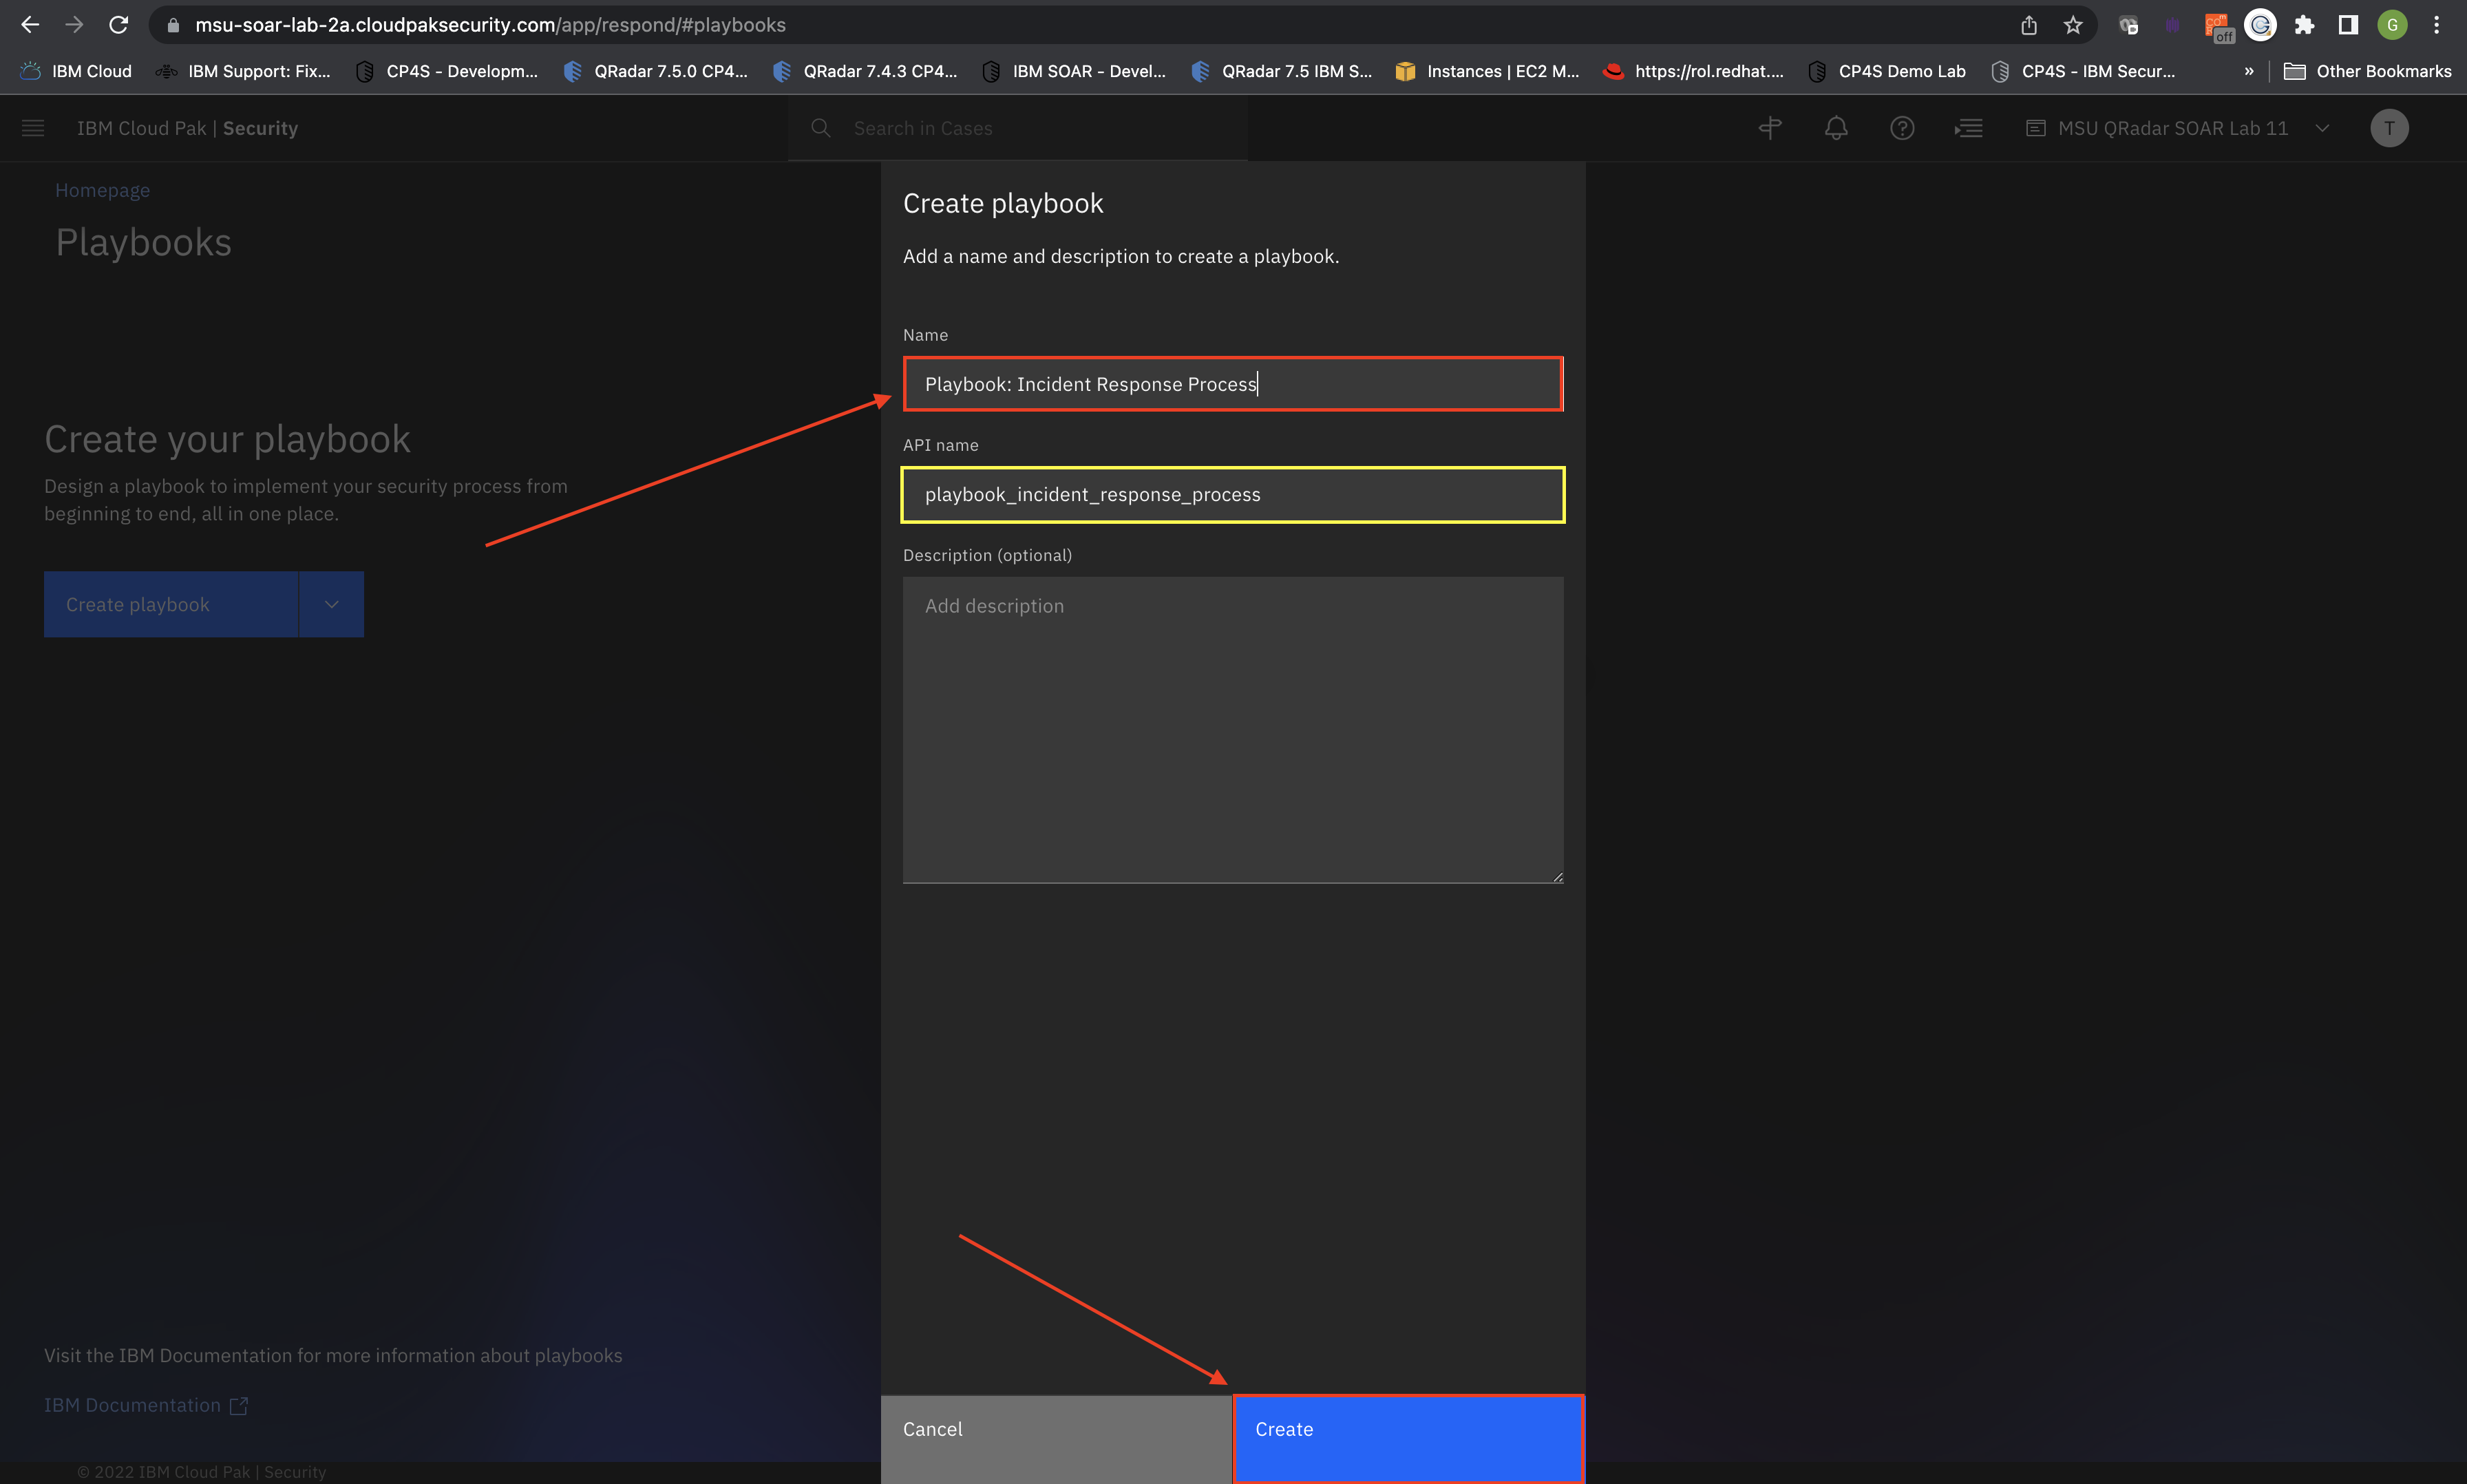 msu-soar-lab-2a.cloudpaksecurity.com/app/respond/#playbooks
off
G
IBM Cloud
IBM Support: Fix...
CP4S - Developm...
QRadar 7.5.0 CP4...
QRadar 7.4.3 CP4...
IBM SOAR - Devel...
QRadar 7.5 IBM S...
Instances | EC2 M...
https://rol.redhat....
CP4S Demo Lab
CP4S - IBM Secur...
»
Other Bookmarks
IBM Cloud Pak | Security
Search in Cases
MSU QRadar SOAR Lab 11
T
Homepage
Playbooks
Create your playbook
Design a playbook to implement your security process from
beginning to end, all in one place.
Create playbook
Visit the IBM Documentation for more information about playbooks
IBM Documentation
© 2022 IBM Cloud Pak | Security
Create playbook
Add a name and description to create a playbook.
Name
Playbook: Incident Response Process
API name
playbook_incident_response_process
Description (optional)
Add description
Cancel
Create